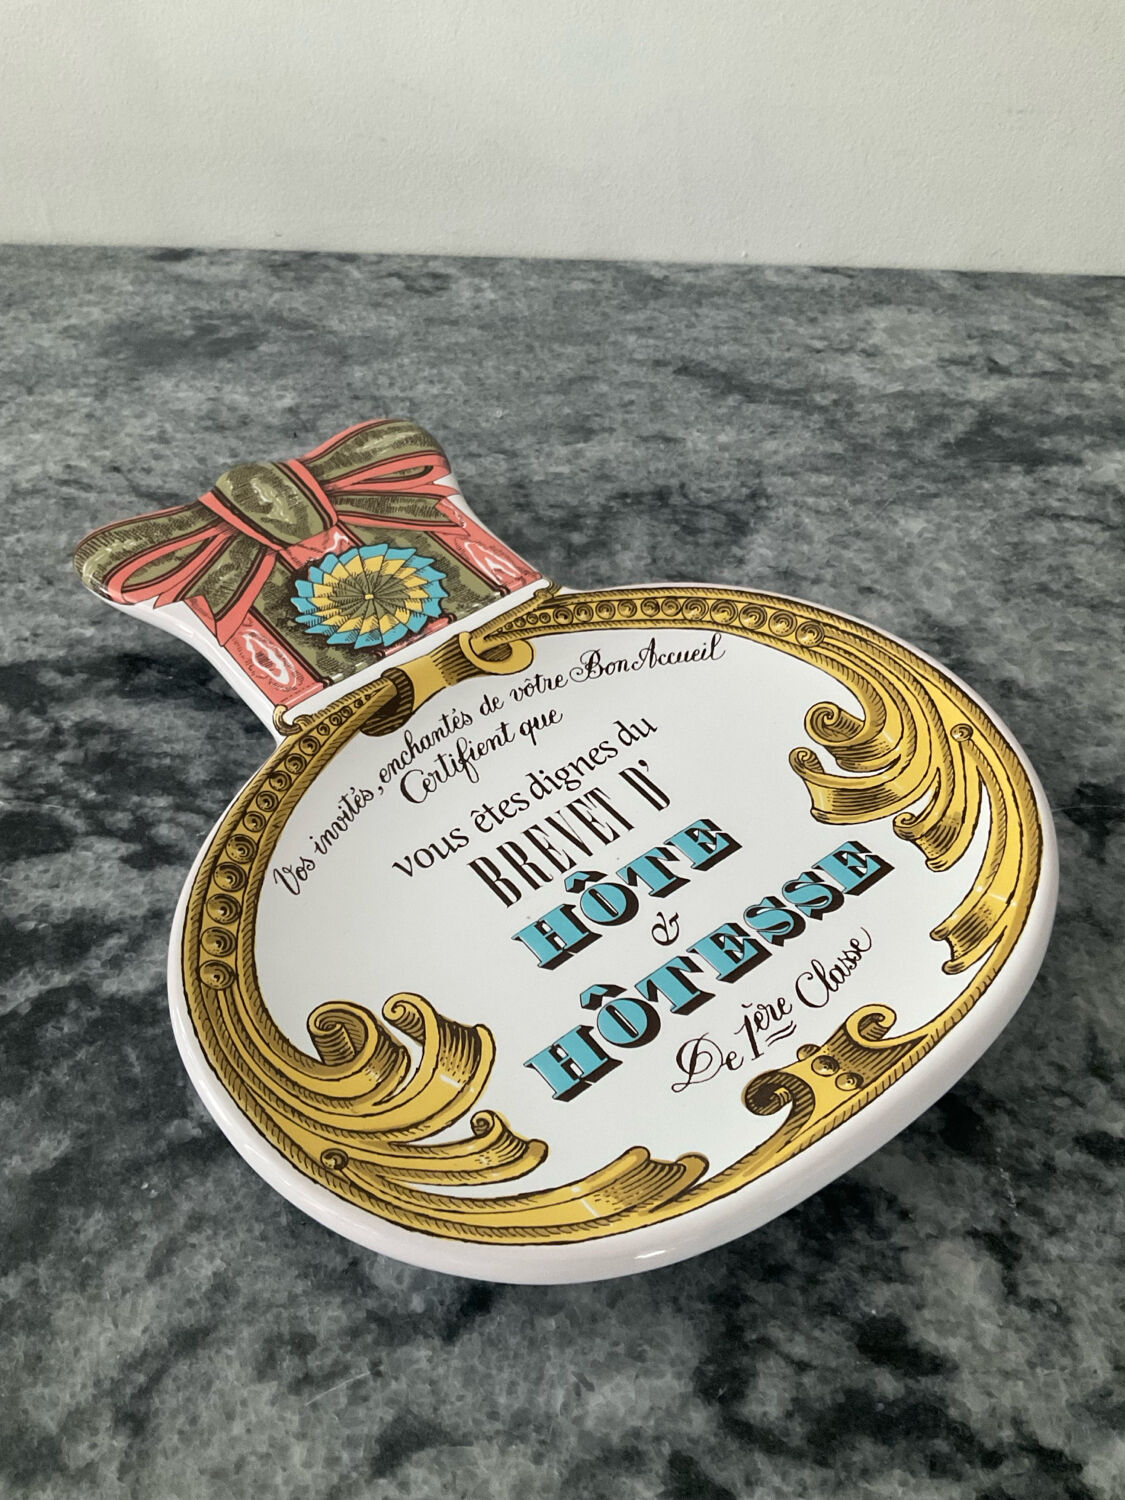 Vos invités, enchantés de vôtre Bon Accueil
Certifient que
vous êtes dignes du
BREVET D'
HÔTE
&
HÔTESSE
De 1ère Classe